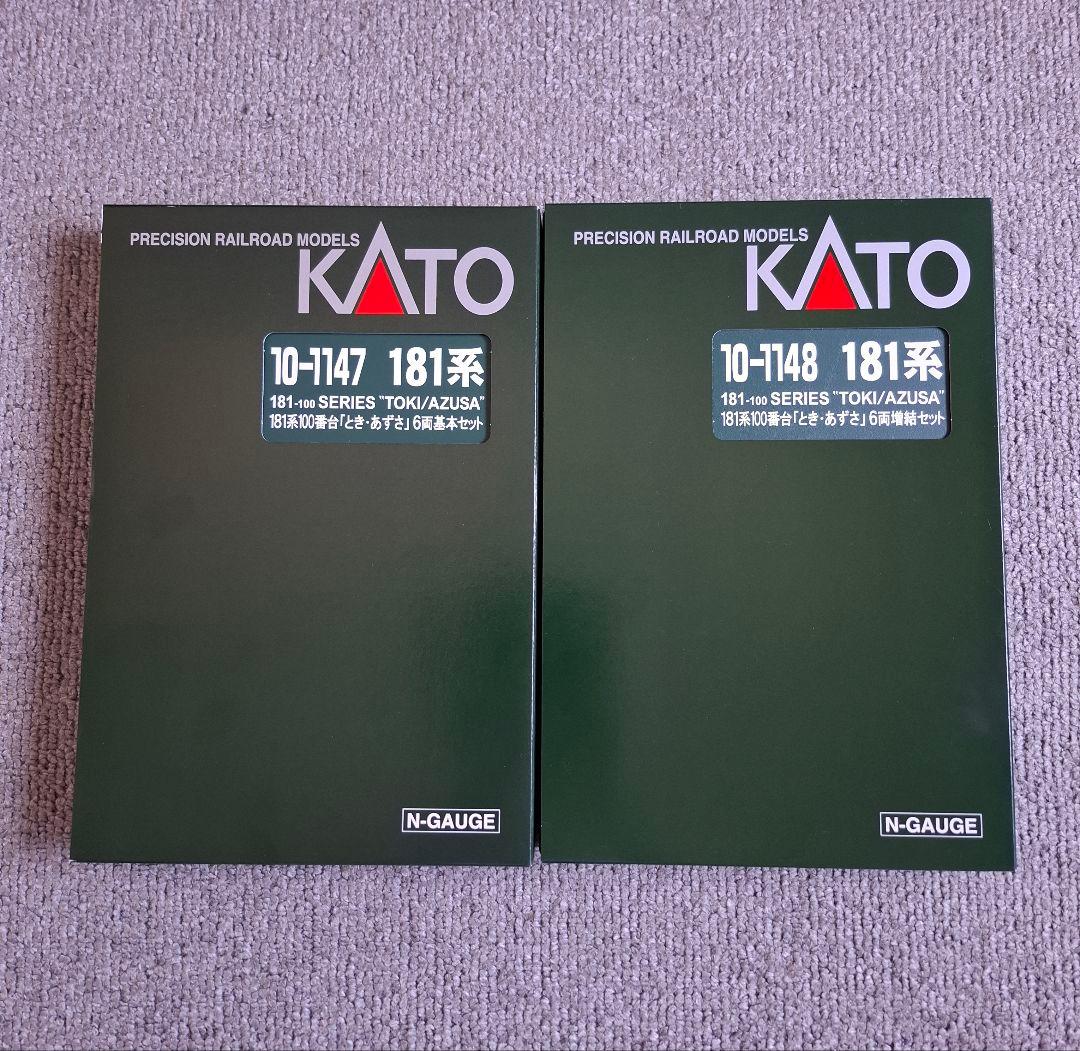 PRECISION RAILROAD MODELS
KATO
10-1147 181系
181-100 SERIES "TOKI/AZUSA"
181系100番台「とき・あずさ」6両基本セット
N-GAUGE
PRECISION RAILROAD MODELS
KATO
10-1148 181系
181-100 SERIES "TOKI/AZUSA"
181系100番台「とき・あずさ」6両増結セット
N-GAUGE